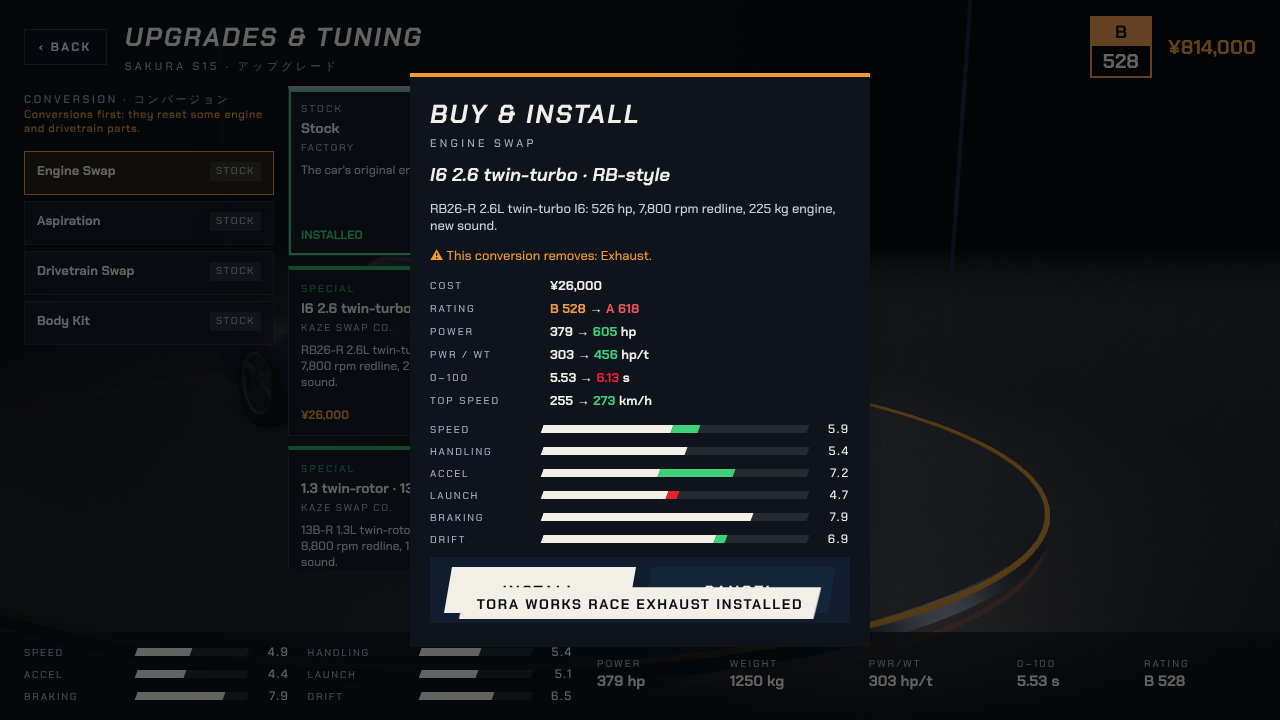 ‹ BACK
UPGRADES & TUNING
SAKURA S15 · アップグレード
B
528
¥814,000
CONVERSION · コンバージョン
Conversions first: they reset some engine
and drivetrain parts.
Engine Swap STOCK
Aspiration STOCK
Drivetrain Swap STOCK
Body Kit STOCK
STOCK
Stock
FACTORY
The car's original
INSTALLED
SPECIAL
I6 2.6 twin-turbo
KAZE SWAP CO.
RB26-R 2.6L
7,800 rpm redline,
sound.
¥26,000
SPECIAL
1.3 twin-rotor ·
KAZE SWAP CO.
13B-R 1.3L
8,800 rpm redline,
sound.
BUY & INSTALL
ENGINE SWAP
I6 2.6 twin-turbo · RB-style
RB26-R 2.6L twin-turbo I6: 526 hp, 7,800 rpm redline, 225 kg engine,
new sound.
⚠ This conversion removes: Exhaust.
COST ¥26,000
RATING B 528 → A 618
POWER 379 → 605 hp
PWR / WT 303 → 456 hp/t
0–100 5.53 → 6.13 s
TOP SPEED 255 → 273 km/h
SPEED 5.9
HANDLING 5.4
ACCEL 7.2
LAUNCH 4.7
BRAKING 7.9
DRIFT 6.9
TORA WORKS RACE EXHAUST INSTALLED
SPEED 4.9 HANDLING 5.4
ACCEL 4.4 LAUNCH 5.1
BRAKING 7.9 DRIFT 6.5
POWER WEIGHT PWR/WT 0–100 RATING
379 hp 1250 kg 303 hp/t 5.53 s B 528